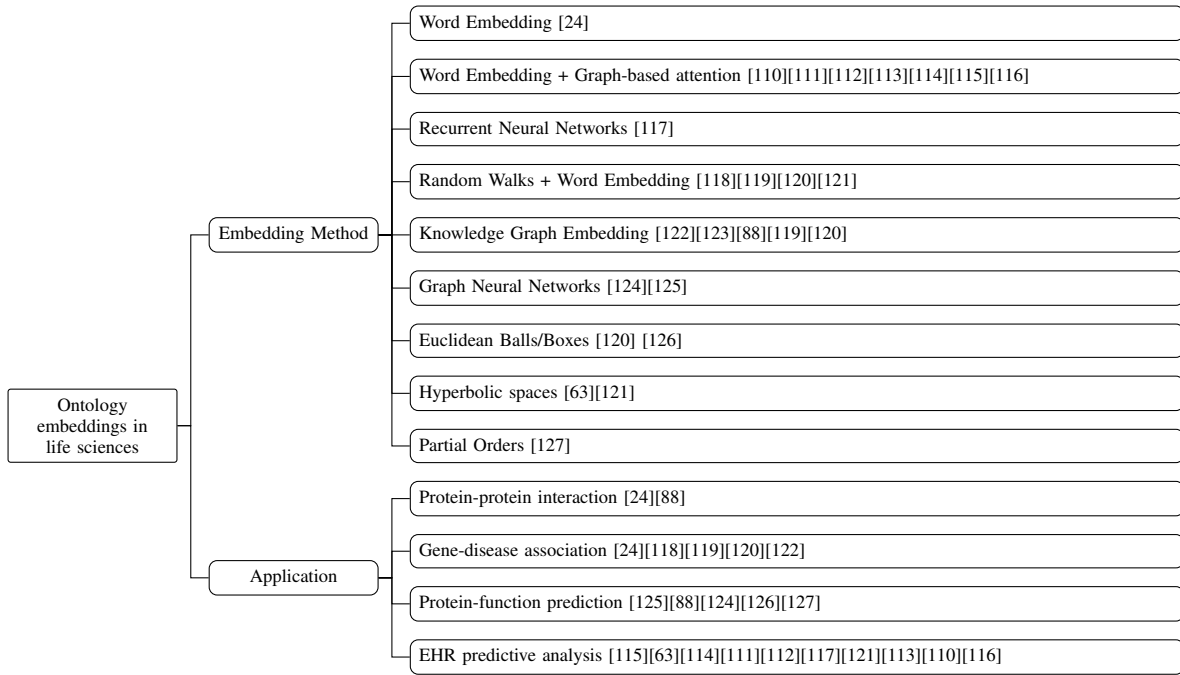 Word Embedding [24]
Word Embedding + Graph-based attention [110][111][112][113][114][115][116]
Recurrent Neural Networks [117]
Random Walks + Word Embedding [118][119][120][121]
Embedding Method
Knowledge Graph Embedding [122][123][88][119][120]
Graph Neural Networks [124][125]
Euclidean Balls/Boxes [120] [126]
Hyperbolic spaces [63][121]
Ontology
embeddings in
life sciences
Partial Orders [127]
Protein-protein interaction [24][88]
Gene-disease association [24][118][119][120][122]
Application
Protein-function prediction [125][88][124][126][127]
EHR predictive analysis [115][63][114][111][112][117][121][113][110][116]